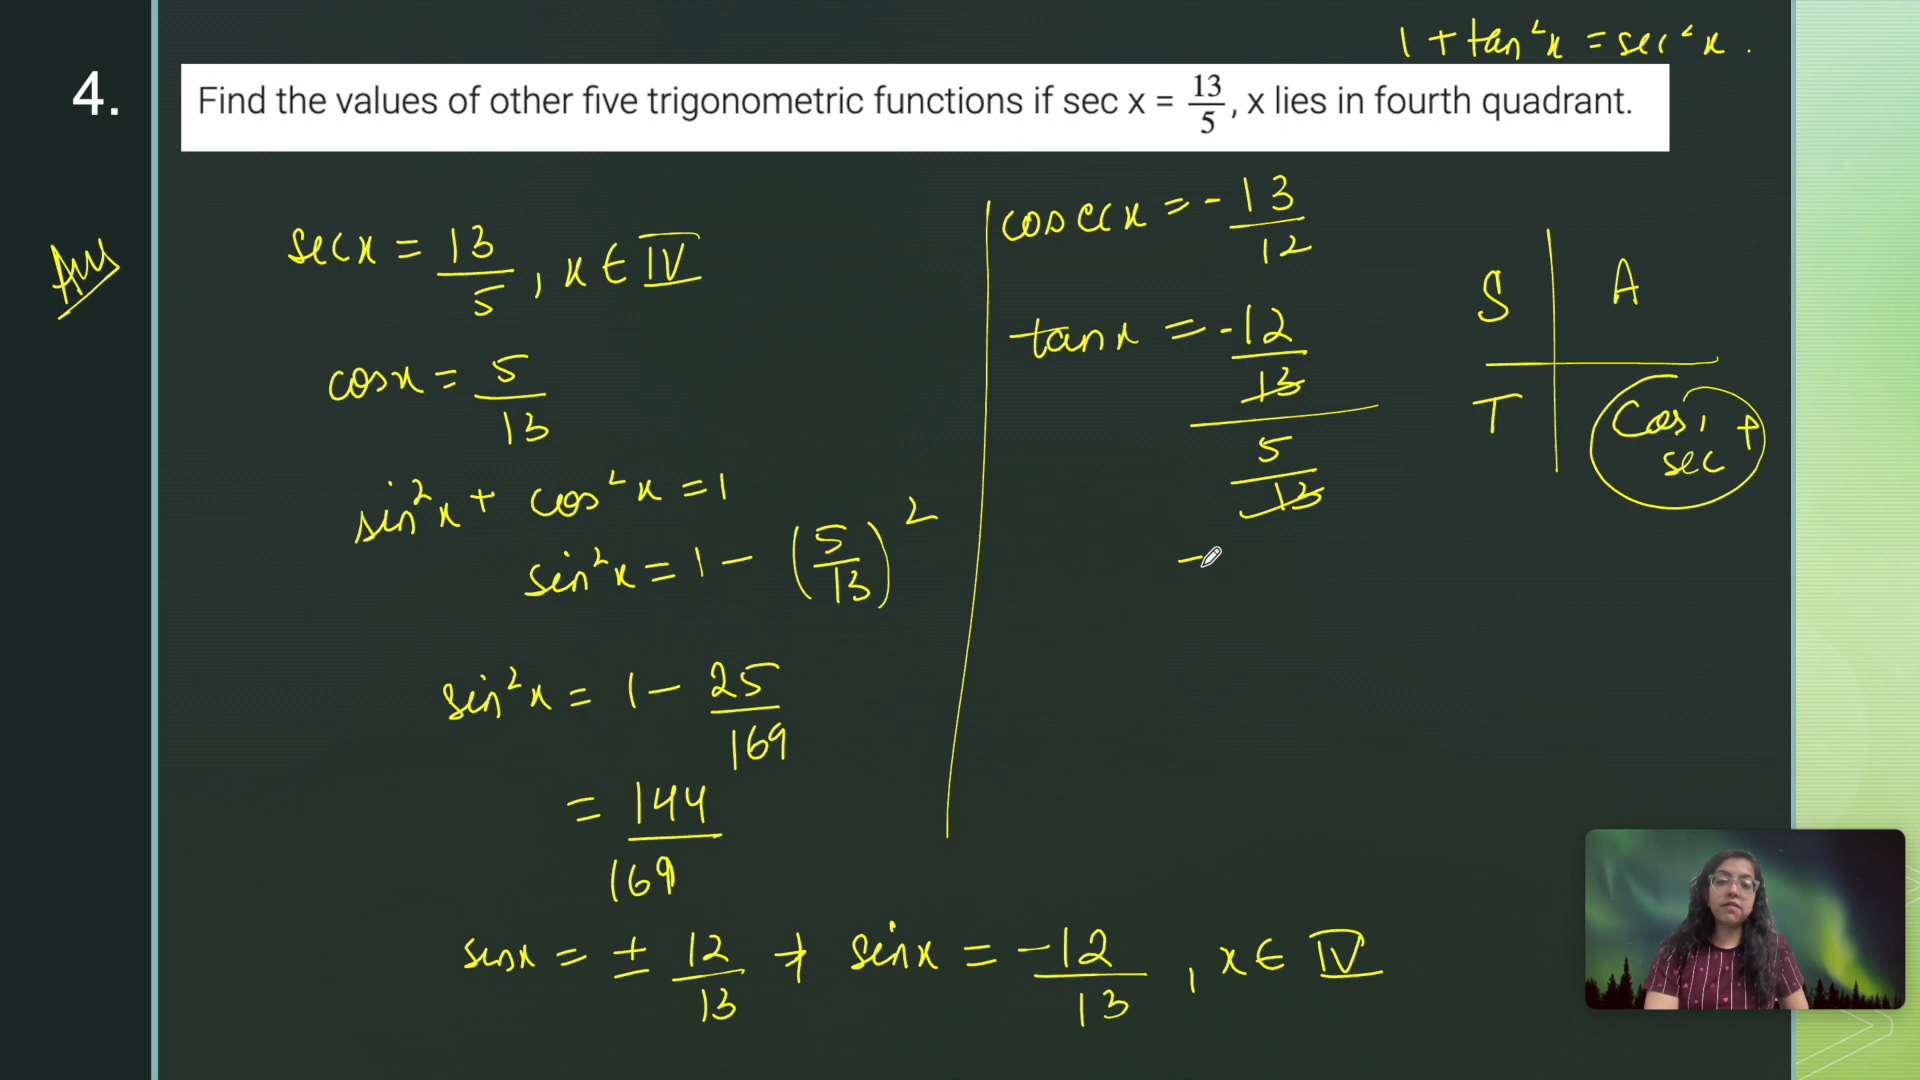 1 + tan²x = sec²x .
4.
Find the values of other five trigonometric functions if sec x = 13/5, x lies in fourth quadrant.
Ans
sec x = 13/5 , x ∈ IV
cos x = 5/13
sin²x + cos²x = 1
sin²x = 1 - (5/13)²
sin²x = 1 - 25/169
= 144/169
sin x = ± 12/13 → sin x = -12/13 , x ∈ IV
cosec x = -13/12
tan x = -12/13 / 5/13
S A
T Cos, sec +